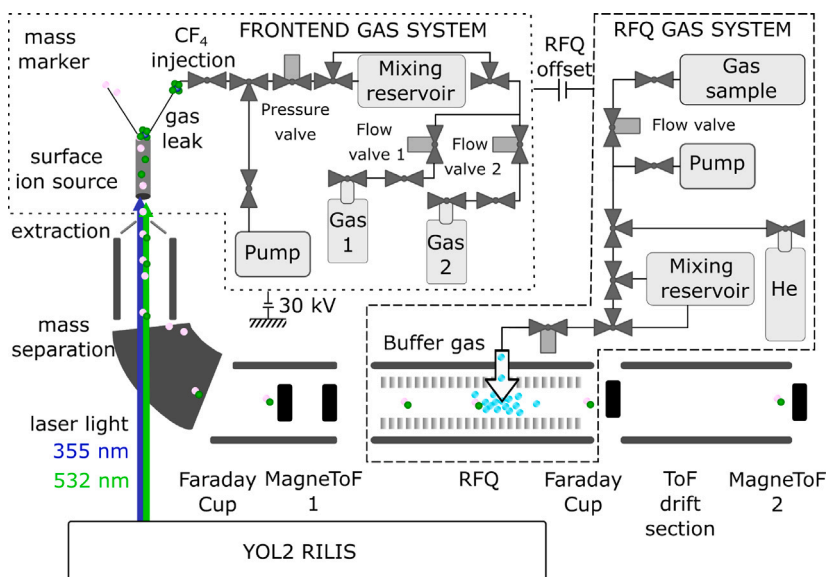 mass
marker
CF4
injection
FRONTEND GAS SYSTEM
RFQ
offset
RFQ GAS SYSTEM
Mixing
reservoir
Gas
sample
gas
leak
Pressure
valve
Flow
valve 1
Flow
valve 2
Flow valve
surface
ion source
Pump
Gas
1
Gas
2
Pump
extraction
30 kV
Mixing
reservoir
He
mass
separation
Buffer gas
laser light
355 nm
532 nm
Faraday
Cup
MagneToF
1
RFQ
Faraday
Cup
ToF
drift
section
MagneToF
2
YOL2 RILIS